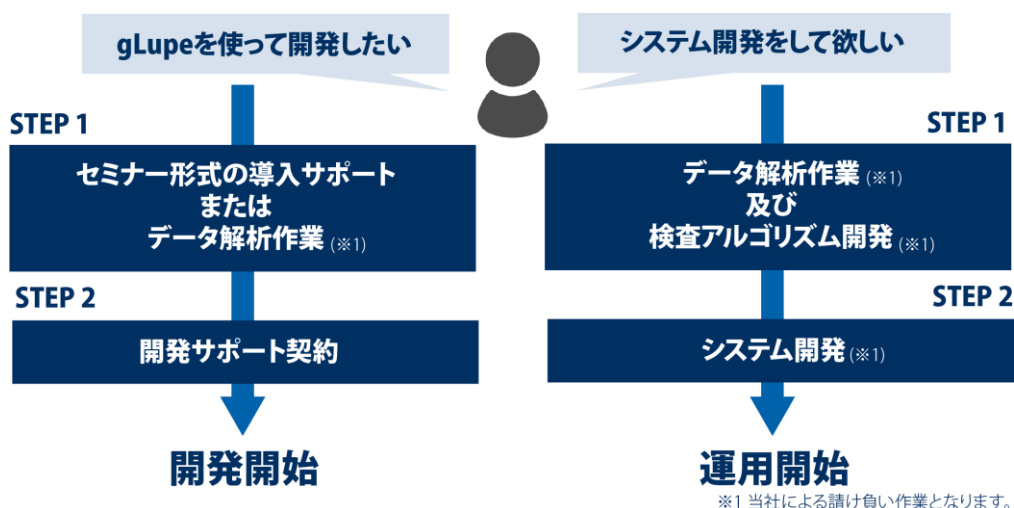 gLupeを使って開発したい
システム開発をして欲しい
STEP 1
セミナー形式の導入サポート
または
データ解析作業 (※1)
STEP 2
開発サポート契約
開発開始
STEP 1
データ解析作業 (※1)
及び
検査アルゴリズム開発 (※1)
STEP 2
システム開発 (※1)
運用開始
※1 当社による請け負い作業となります。